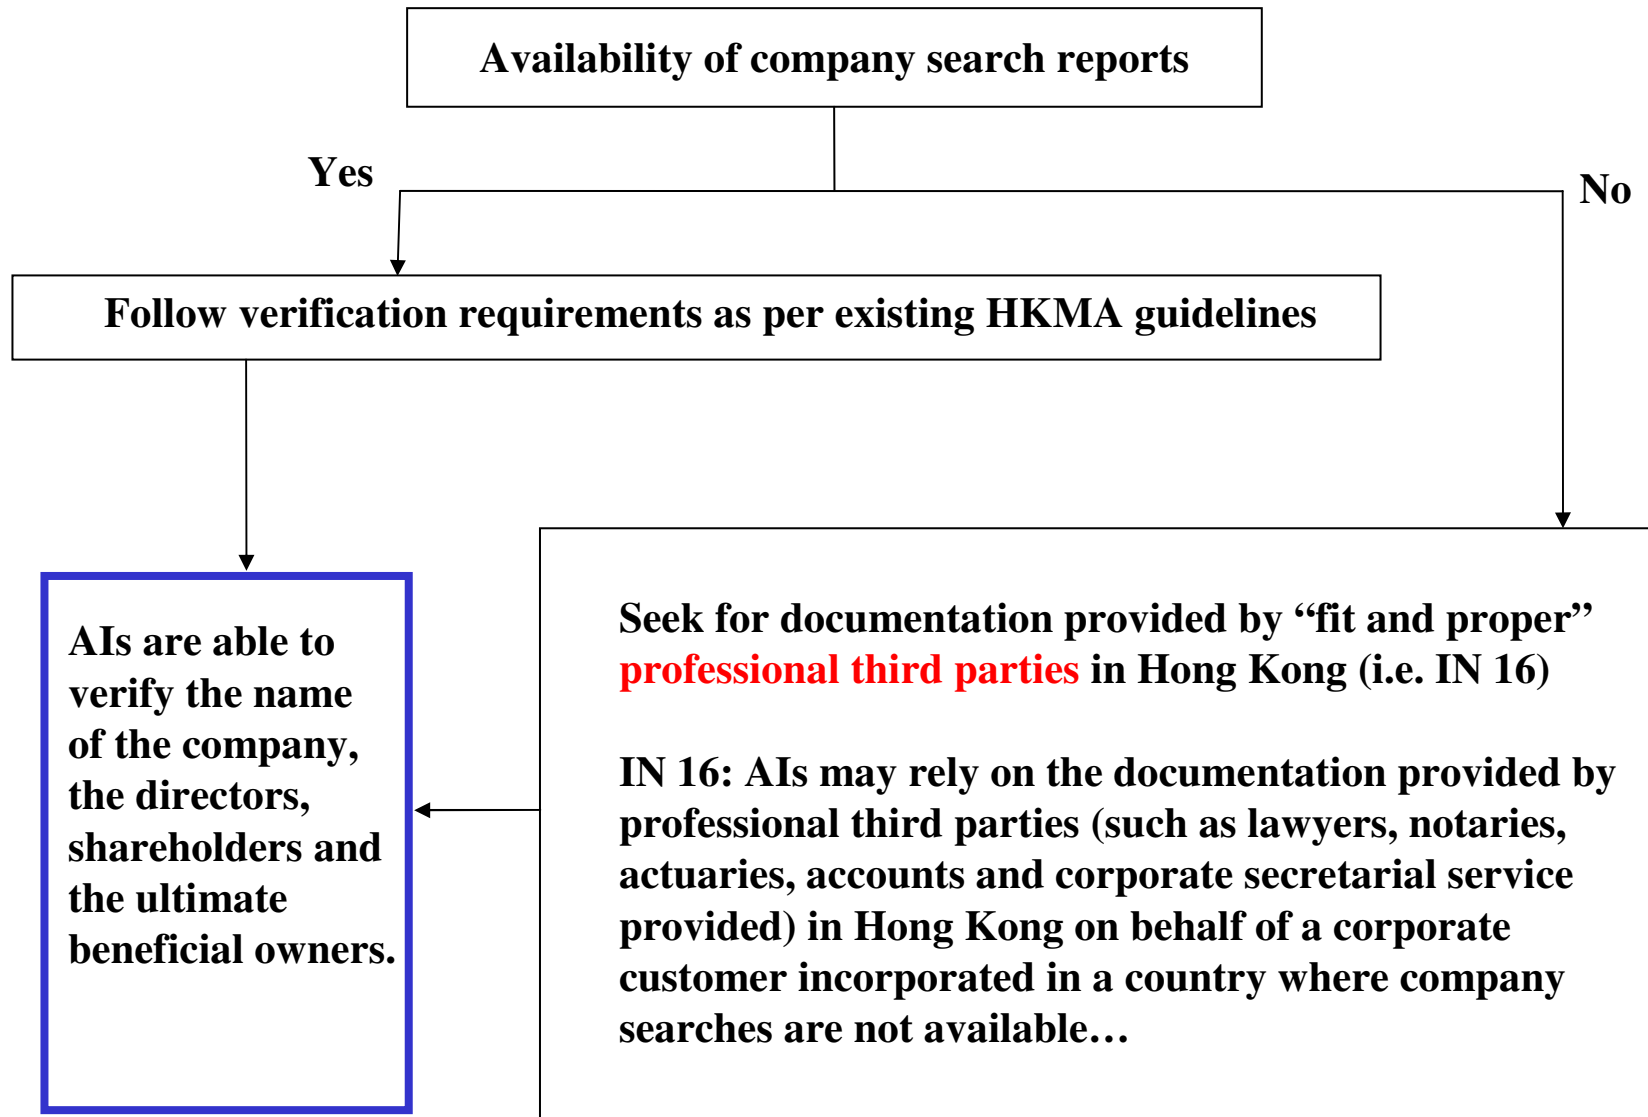 Availability of company search reports
Yes
No
Follow verification requirements as per existing HKMA guidelines
AIs are able to
verify the name
of the company,
the directors,
shareholders and
the ultimate
beneficial owners.
Seek for documentation provided by “fit and proper”
professional third parties in Hong Kong (i.e. IN 16)
IN 16: AIs may rely on the documentation provided by
professional third parties (such as lawyers, notaries,
actuaries, accounts and corporate secretarial service
provided) in Hong Kong on behalf of a corporate
customer incorporated in a country where company
searches are not available…